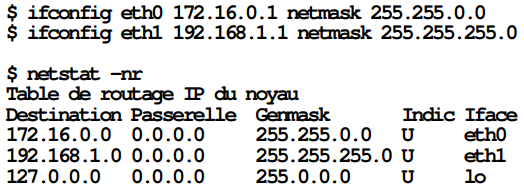 $ ifconfig eth0 172.16.0.1 netmask 255.255.0.0
$ ifconfig eth1 192.168.1.1 netmask 255.255.255.0
$ netstat -nr
Table de routage IP du noyau
Destination Passerelle Genmask Indic Iface
172.16.0.0 0.0.0.0 255.255.0.0 U eth0
192.168.1.0 0.0.0.0 255.255.255.0 U eth1
127.0.0.0 0.0.0.0 255.0.0.0 U lo